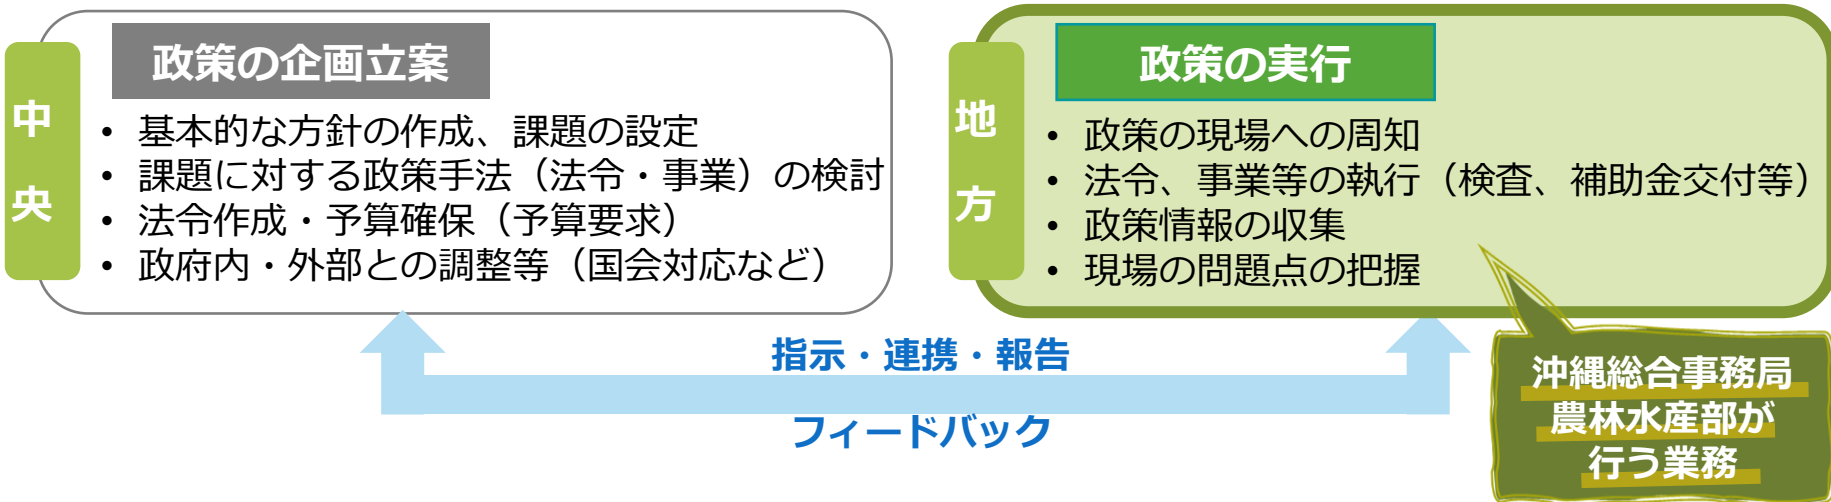 中央
政策の企画立案
• 基本的な方針の作成、課題の設定
• 課題に対する政策手法（法令・事業）の検討
• 法令作成・予算確保（予算要求）
• 政府内・外部との調整等（国会対応など）
地方
政策の実行
• 政策の現場への周知
• 法令、事業等の執行（検査、補助金交付等）
• 政策情報の収集
• 現場の問題点の把握
指示・連携・報告
フィードバック
沖縄総合事務局
農林水産部が
行う業務